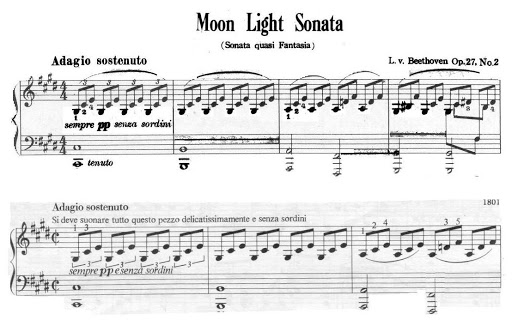 Moon Light Sonata
(Sonata quasi Fantasia)
Adagio sostenuto
L. v. Beethoven Op.27, No.2
sempre pp senza sordini
tenuto
Adagio sostenuto
1801
Si deve suonare tutto questo pezzo delicatissimamente e senza sordini
sempre pp e senza sordini